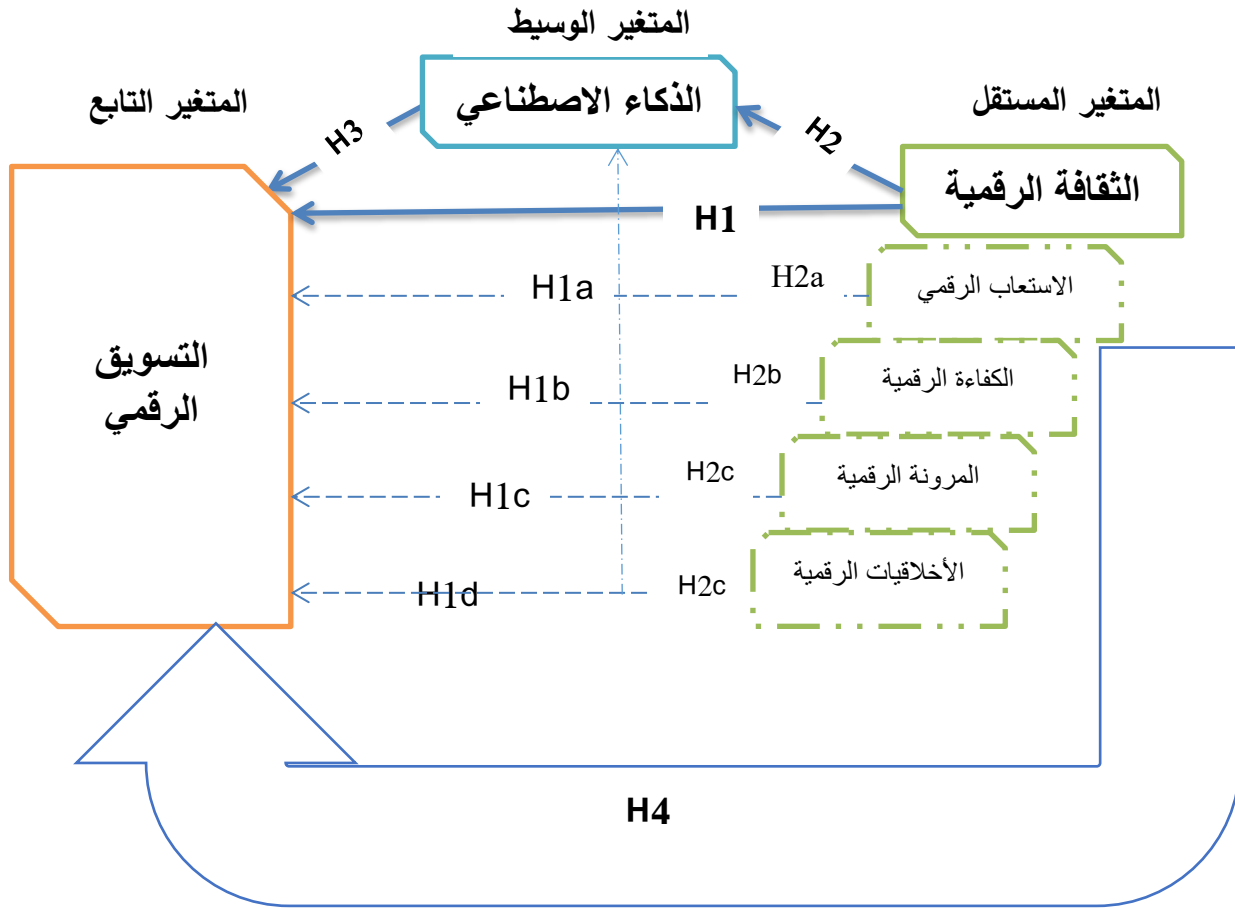 المتغير الوسيط
المتغير المستقل
المتغير التابع
الذكاء الاصطناعي
H3
H2
الثقافة الرقمية
H1
الاستعاب الرقمي
H2a
H1a
التسويق
الرقمي
الكفاءة الرقمية
H2b
H1b
المرونة الرقمية
H2c
H1c
الأخلاقيات الرقمية
H2c
H1d
H4